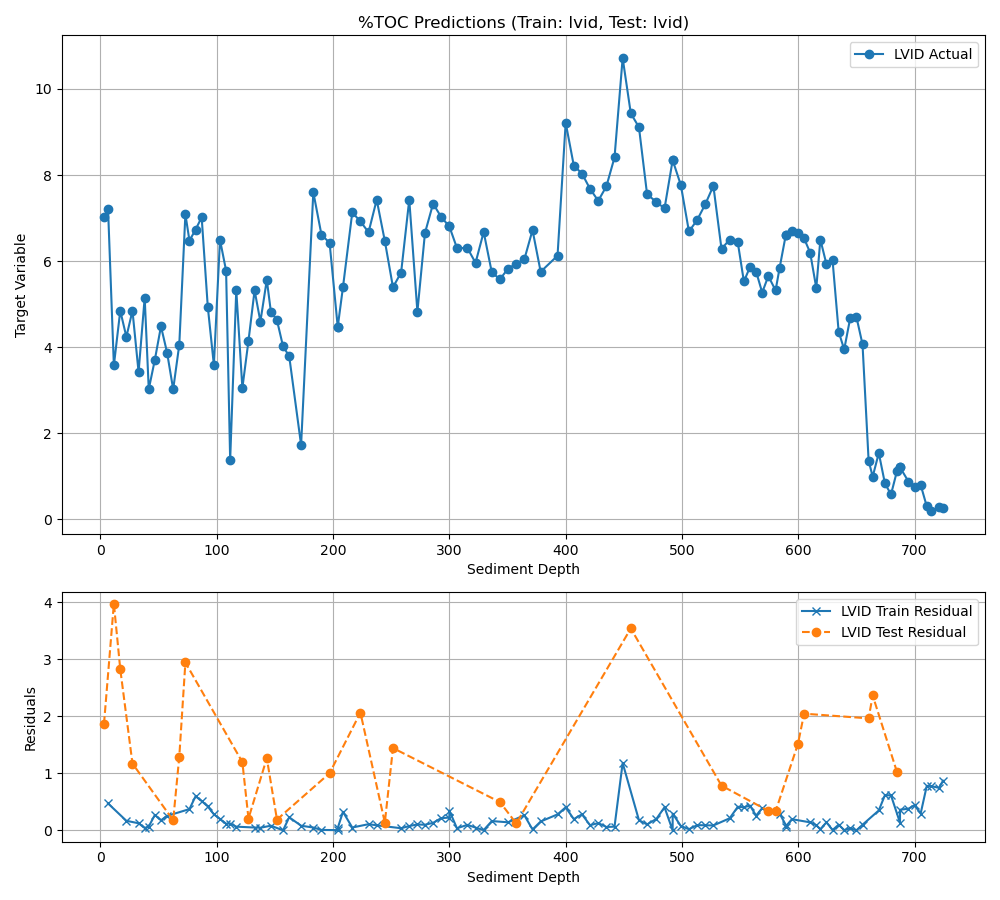 %TOC Predictions (Train: lvid, Test: lvid)
LVID Actual
Target Variable
10
8
6
4
2
0
0 100 200 300 400 500 600 700
Sediment Depth
LVID Train Residual
LVID Test Residual
Residuals
4
3
2
1
0
0 100 200 300 400 500 600 700
Sediment Depth